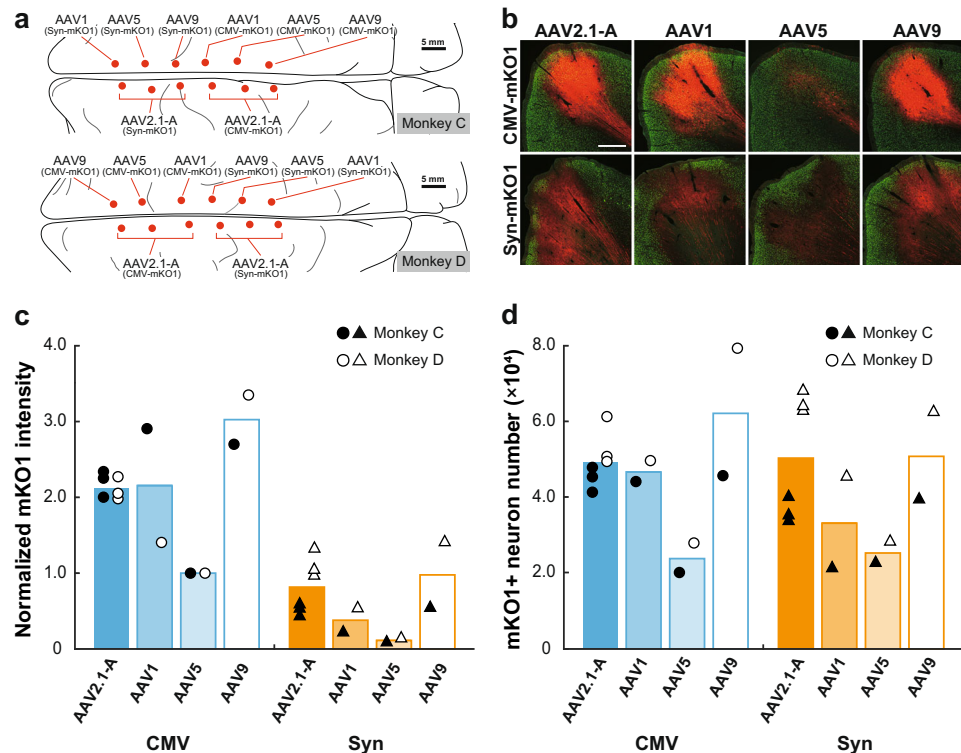 a
AAV1 AAV5 AAV9 AAV1 AAV5 AAV9
(Syn-mKO1) (Syn-mKO1) (Syn-mKO1) (CMV-mKO1) (CMV-mKO1) (CMV-mKO1)
5 mm
AAV2.1-A AAV2.1-A
(Syn-mKO1) (CMV-mKO1)
Monkey C
AAV9 AAV5 AAV1 AAV9 AAV5 AAV1
(CMV-mKO1) (CMV-mKO1) (CMV-mKO1) (Syn-mKO1) (Syn-mKO1) (Syn-mKO1)
5 mm
AAV2.1-A AAV2.1-A
(CMV-mKO1) (Syn-mKO1)
Monkey D
b
AAV2.1-A AAV1 AAV5 AAV9
CMV-mKO1
Syn-mKO1
c
Monkey C
Monkey D
Normalized mKO1 intensity
4.0
3.0
2.0
1.0
0
AAV2.1-A AAV1 AAV5 AAV9 AAV2.1-A AAV1 AAV5 AAV9
CMV Syn
d
Monkey C
Monkey D
mKO1+ neuron number (×10⁴)
8.0
6.0
4.0
2.0
0
AAV2.1-A AAV1 AAV5 AAV9 AAV2.1-A AAV1 AAV5 AAV9
CMV Syn